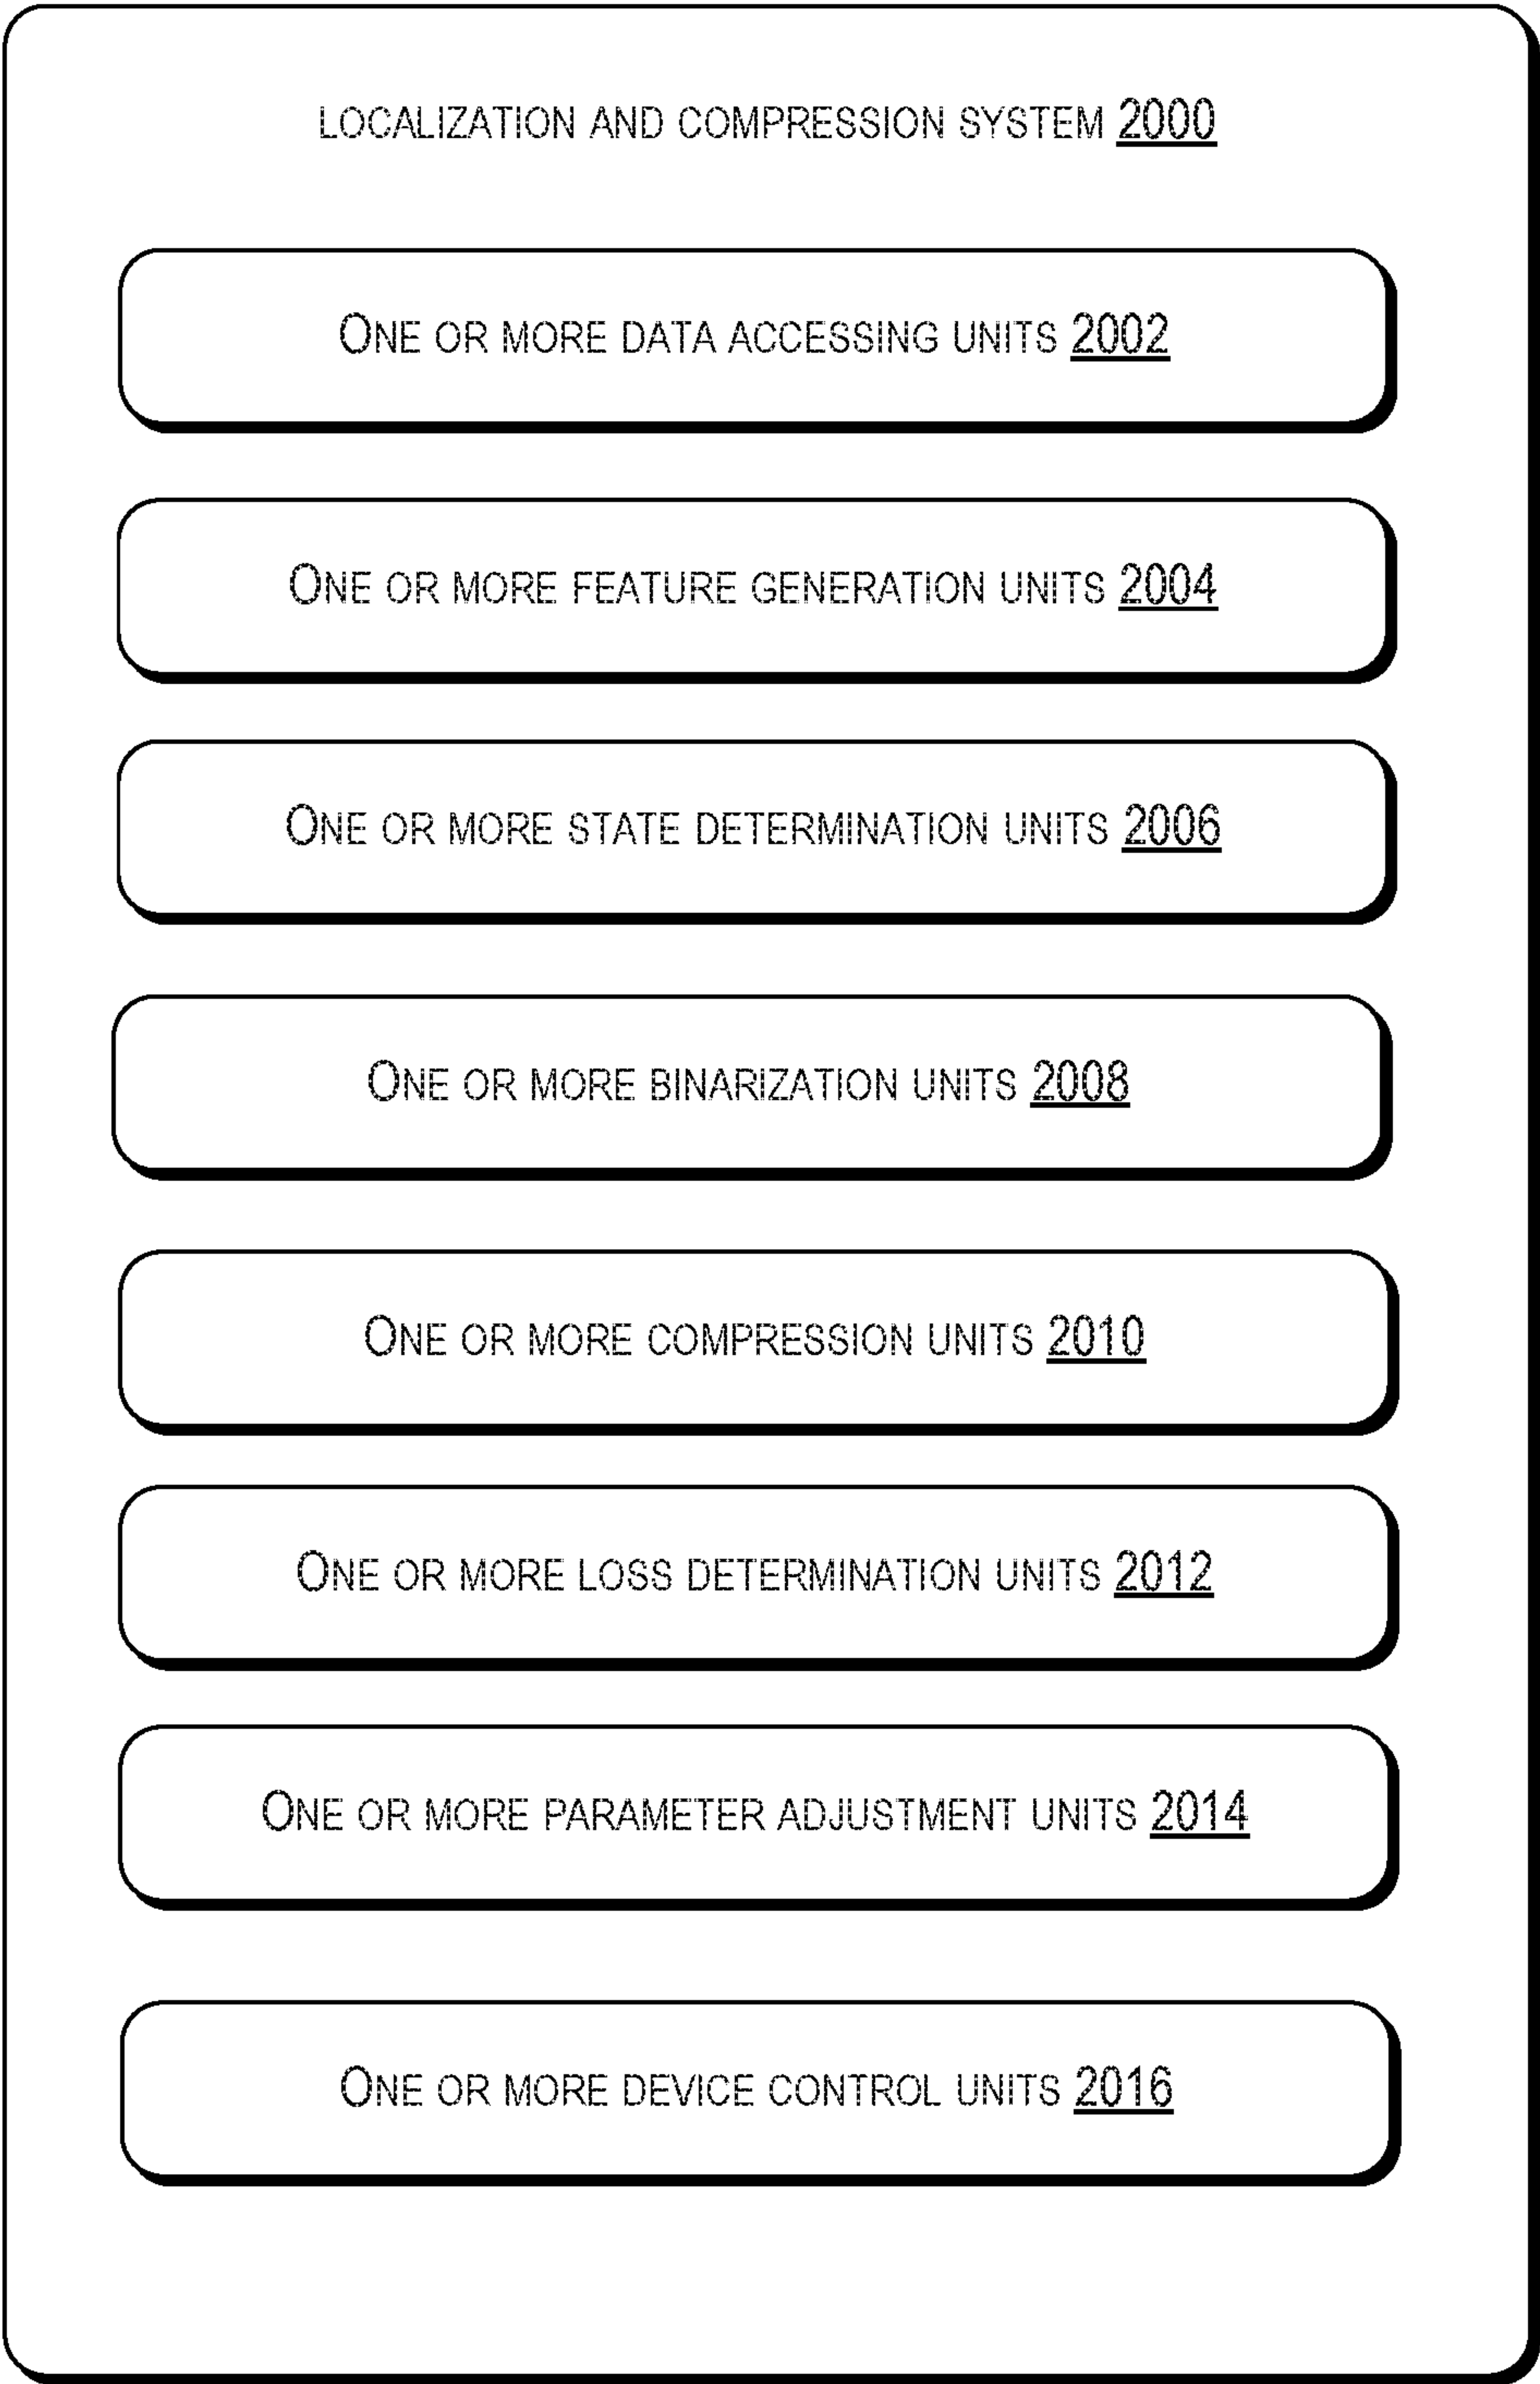 LOCALIZATION AND COMPRESSION SYSTEM 2000
ONE OR MORE DATA ACCESSING UNITS 2002
ONE OR MORE FEATURE GENERATION UNITS 2004
ONE OR MORE STATE DETERMINATION UNITS 2006
ONE OR MORE BINARIZATION UNITS 2008
ONE OR MORE COMPRESSION UNITS 2010
ONE OR MORE LOSS DETERMINATION UNITS 2012
ONE OR MORE PARAMETER ADJUSTMENT UNITS 2014
ONE OR MORE DEVICE CONTROL UNITS 2016